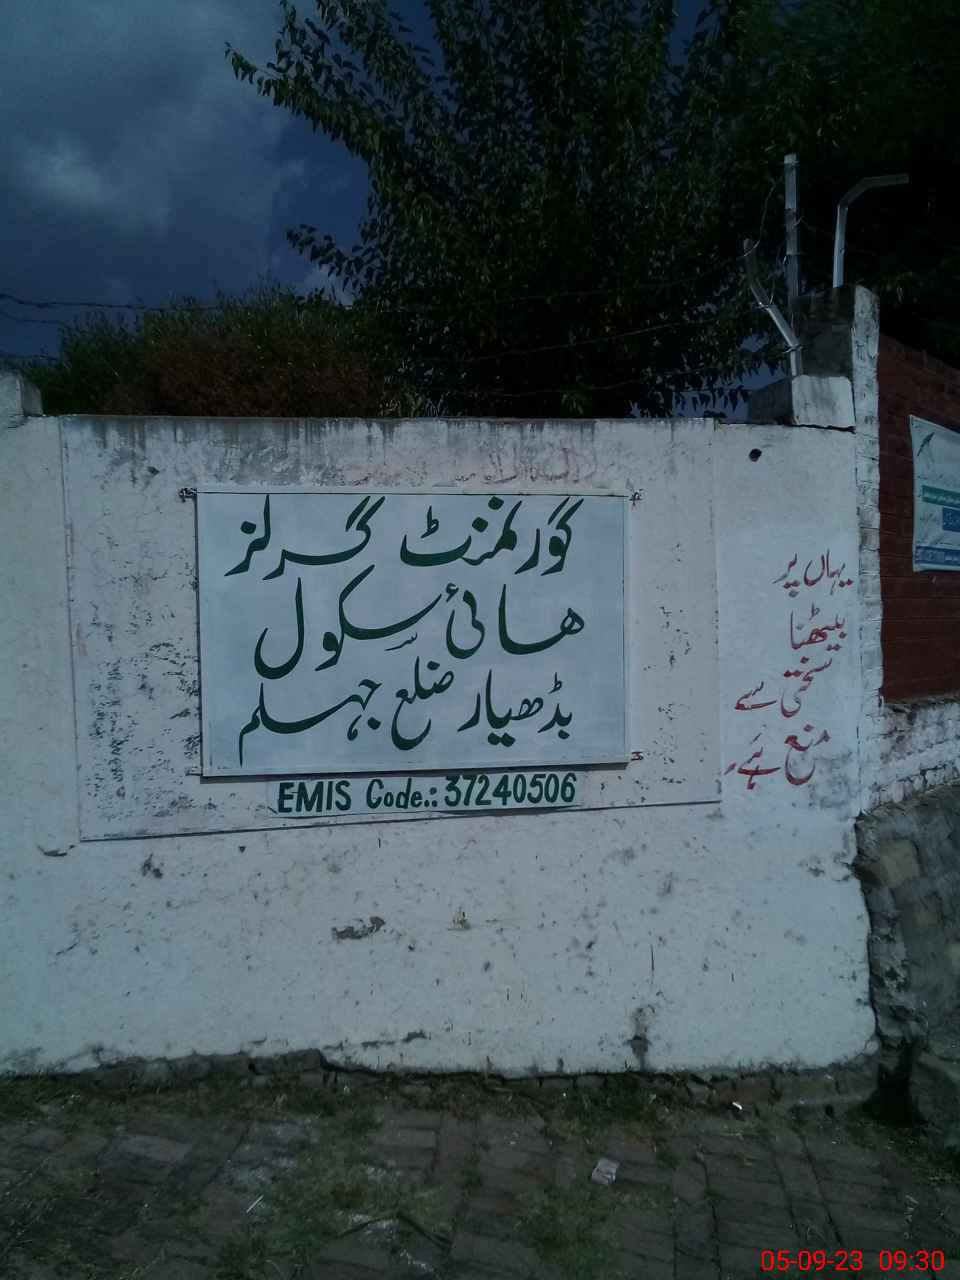 گورنمنٹ گرلز
ھائی سکول
بڈھیار ضلع جہلم
EMIS Code.: 37240506
یہاں پر
بیٹھنا
سختی سے
منع ہے
05-09-23 09:30